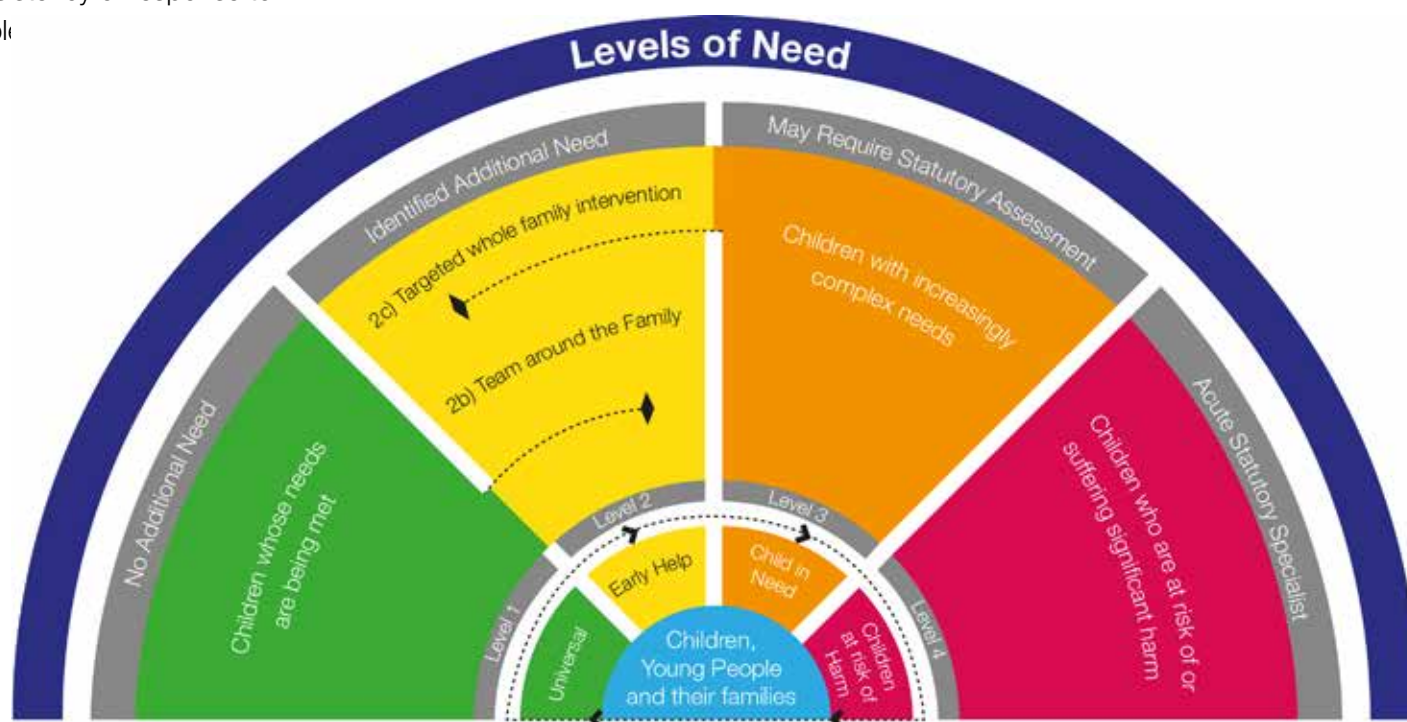 Levels of Need
No Additional Need
Identified Additional Need
May Require Statutory Assessment
Acute Statutory Specialist
Children whose needs
are being met
2c) Targeted whole family intervention
2b) Team around the Family
Children with increasingly
complex needs
Children who are at risk of or
suffering significant harm
Level 1
Level 2
Level 3
Level 4
Universal
Early Help
Child in
Need
Children
at risk of
Harm
Children,
Young People
and their families